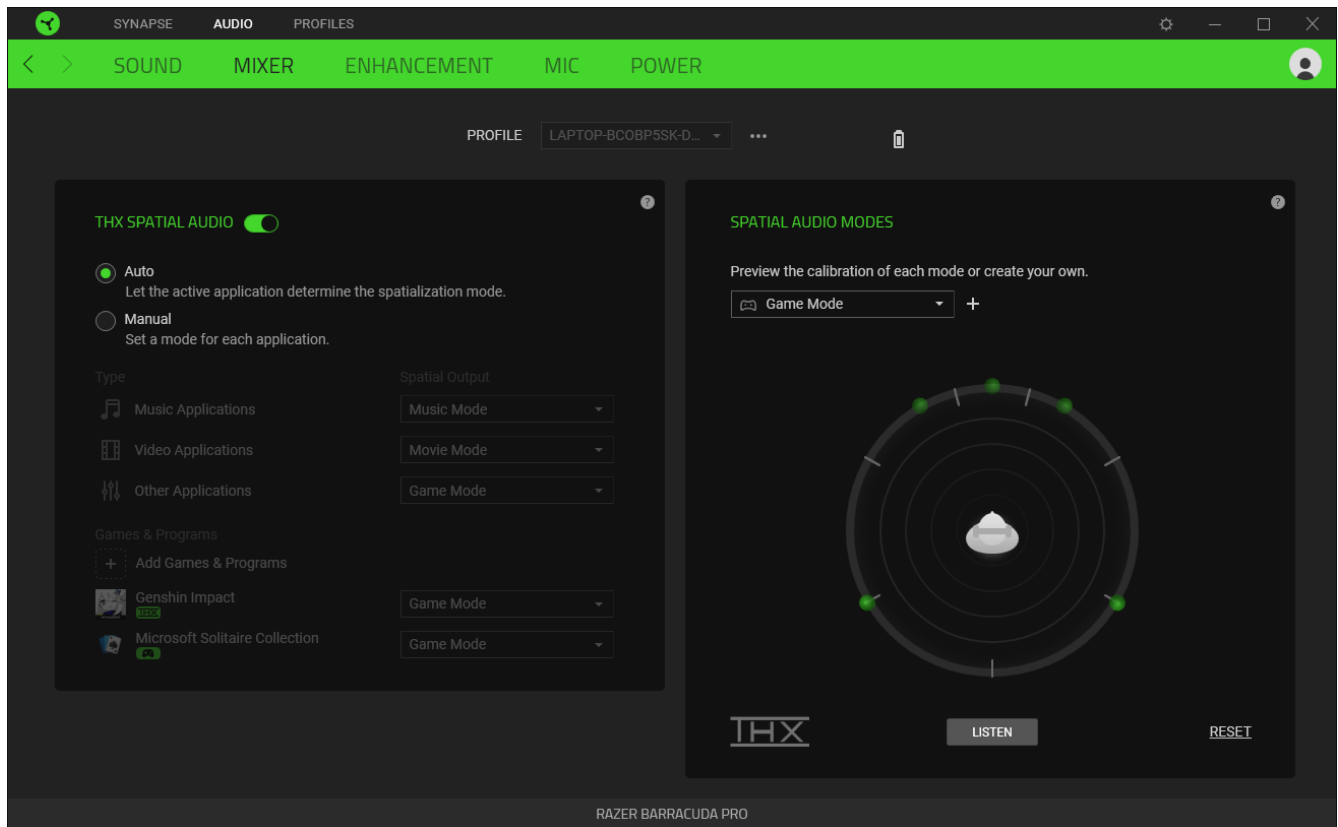 SYNAPSE AUDIO PROFILES
SOUND MIXER ENHANCEMENT MIC POWER
PROFILE LAPTOP-BCOBP5SK-D... •••
THX SPATIAL AUDIO
Auto
Let the active application determine the spatialization mode.
Manual
Set a mode for each application.
Type Spatial Output
Music Applications Music Mode
Video Applications Movie Mode
Other Applications Game Mode
Games & Programs
+ Add Games & Programs
Genshin Impact Game Mode
THX
Microsoft Solitaire Collection Game Mode
?
SPATIAL AUDIO MODES
?
Preview the calibration of each mode or create your own.
Game Mode +
THX LISTEN RESET
RAZER BARRACUDA PRO